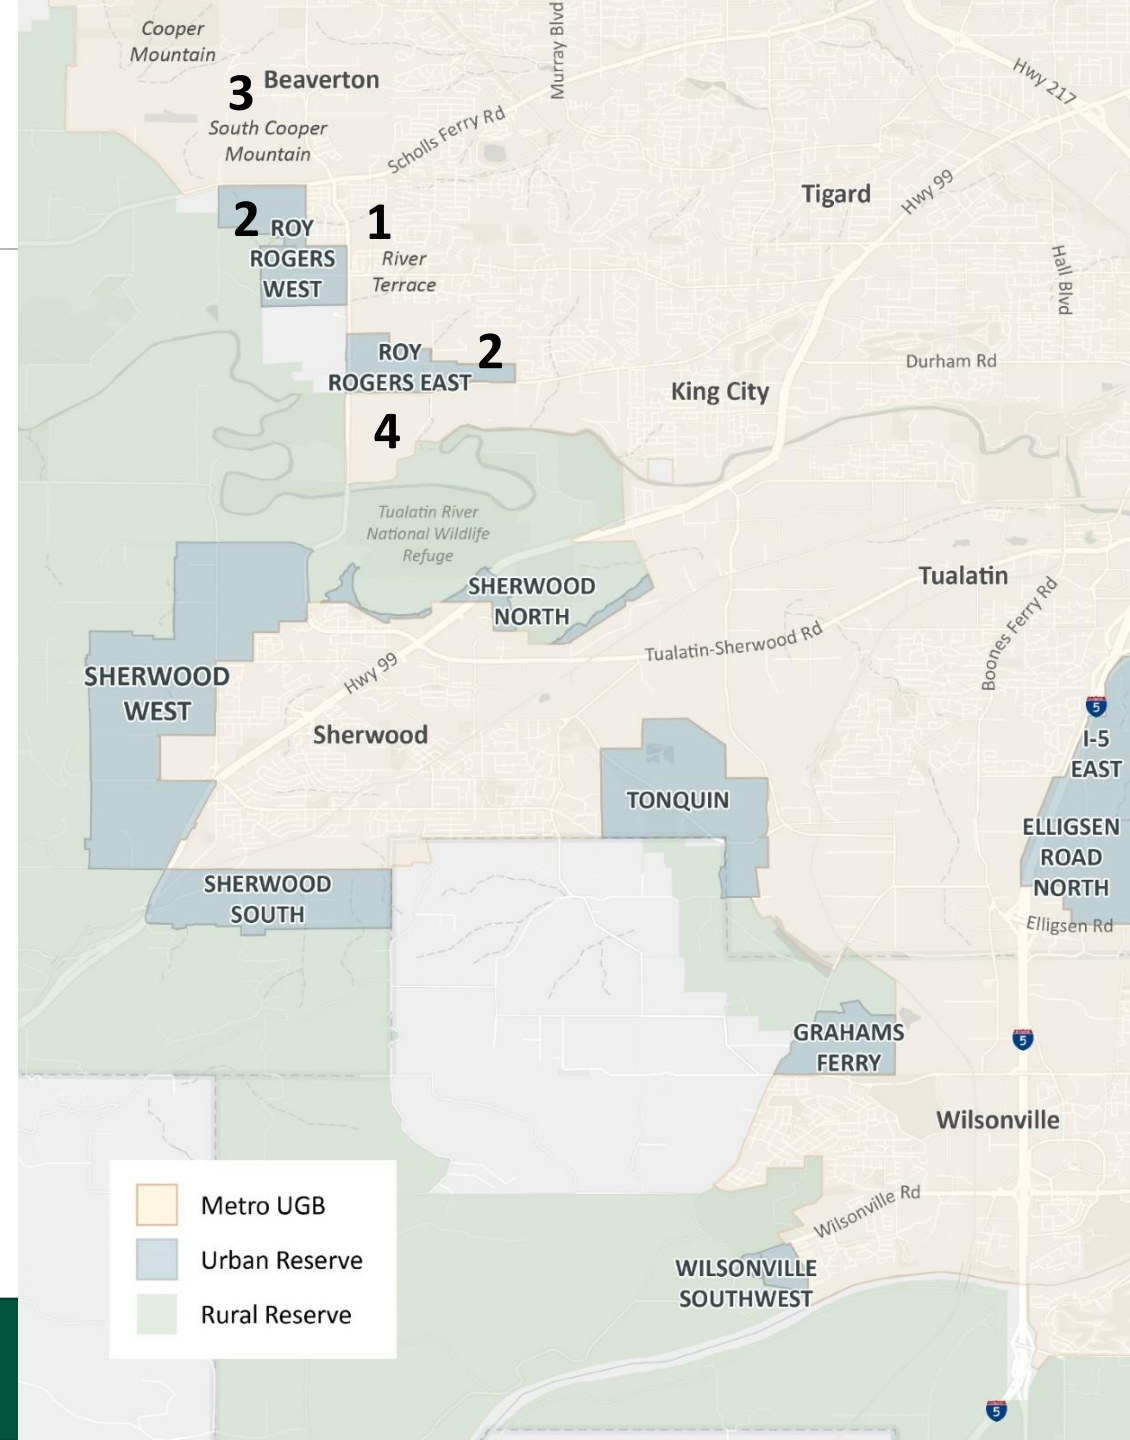 Cooper
Mountain
Murray Blvd
Hwy 217
3 Beaverton
South Cooper
Mountain
Scholls Ferry Rd
Tigard
Hwy 99
2 ROY
ROGERS
WEST
1
River
Terrace
Hall Blvd
ROY
ROGERS EAST
2
Durham Rd
King City
4
Tualatin River
National Wildlife
Refuge
SHERWOOD
NORTH
Tualatin
Boones Ferry Rd
Tualatin-Sherwood Rd
Hwy 99
SHERWOOD
WEST
Sherwood
5
I-5
EAST
TONQUIN
ELLIGSEN
ROAD
NORTH
Elligsen Rd
SHERWOOD
SOUTH
GRAHAMS
FERRY
5
Wilsonville
Wilsonville Rd
WILSONVILLE
SOUTHWEST
Metro UGB
Urban Reserve
Rural Reserve
5